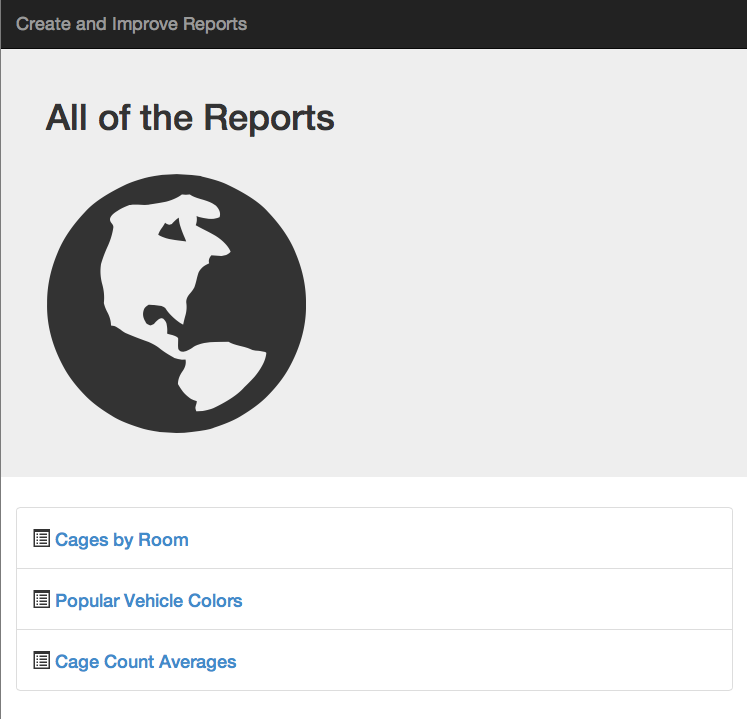 Create and Improve Reports
All of the Reports
Cages by Room
Popular Vehicle Colors
Cage Count Averages